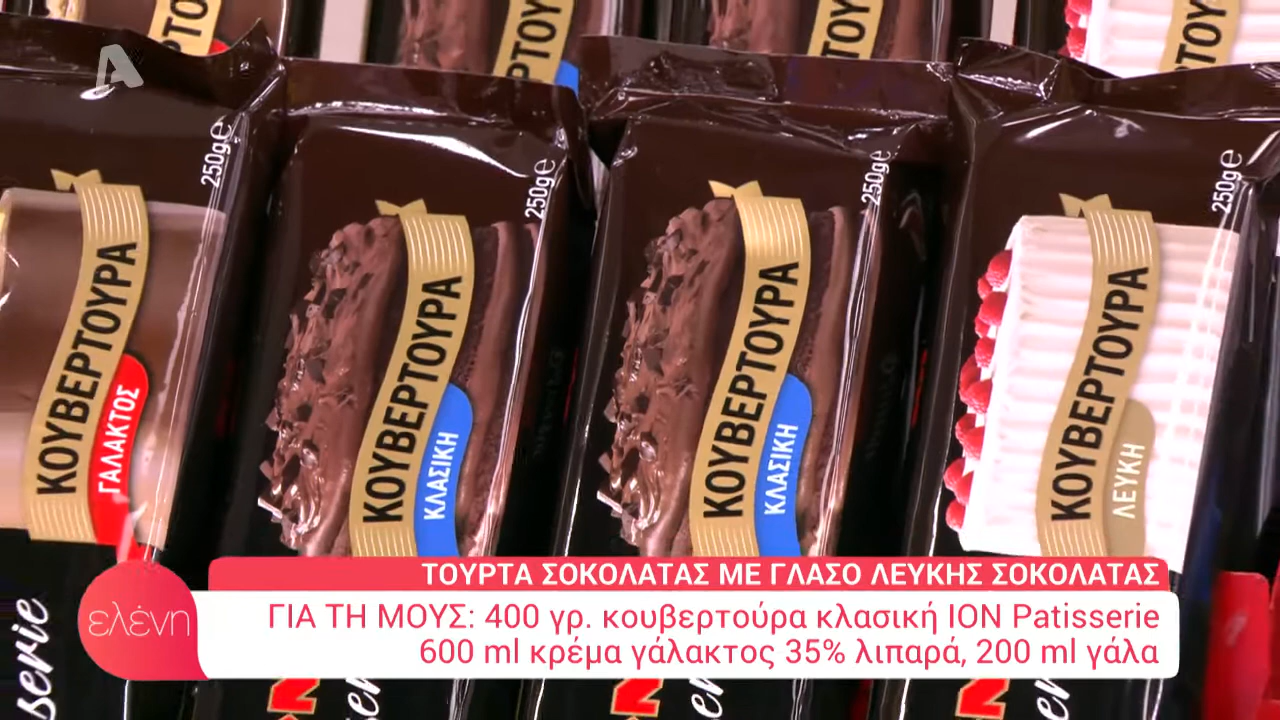 ΚΟΥΒΕΡΤΟΥΡΑ
ΓΑΛΑΚΤΟΣ
250g℮
ΚΟΥΒΕΡΤΟΥΡΑ
ΚΛΑΣΙΚΗ
250g℮
ΚΟΥΒΕΡΤΟΥΡΑ
ΚΛΑΣΙΚΗ
250g℮
ΚΟΥΒΕΡΤΟΥΡΑ
ΛΕΥΚΗ
250g℮
ελένη
ΤΟΥΡΤΑ ΣΟΚΟΛΑΤΑΣ ΜΕ ΓΛΑΣΟ ΛΕΥΚΗΣ ΣΟΚΟΛΑΤΑΣ
ΓΙΑ ΤΗ ΜΟΥΣ: 400 γρ. κουβερτούρα κλασική ΙΟΝ Patisserie
600 ml κρέμα γάλακτος 35% λιπαρά, 200 ml γάλα